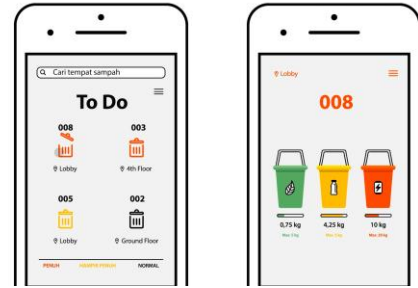 Cari tempat sampah
To Do
008
003
Lobby
4th Floor
005
002
Lobby
Ground Floor
PENUH
HAMPIR PENUH
NORMAL
Lobby
008
0,75 kg
4,25 kg
10 kg